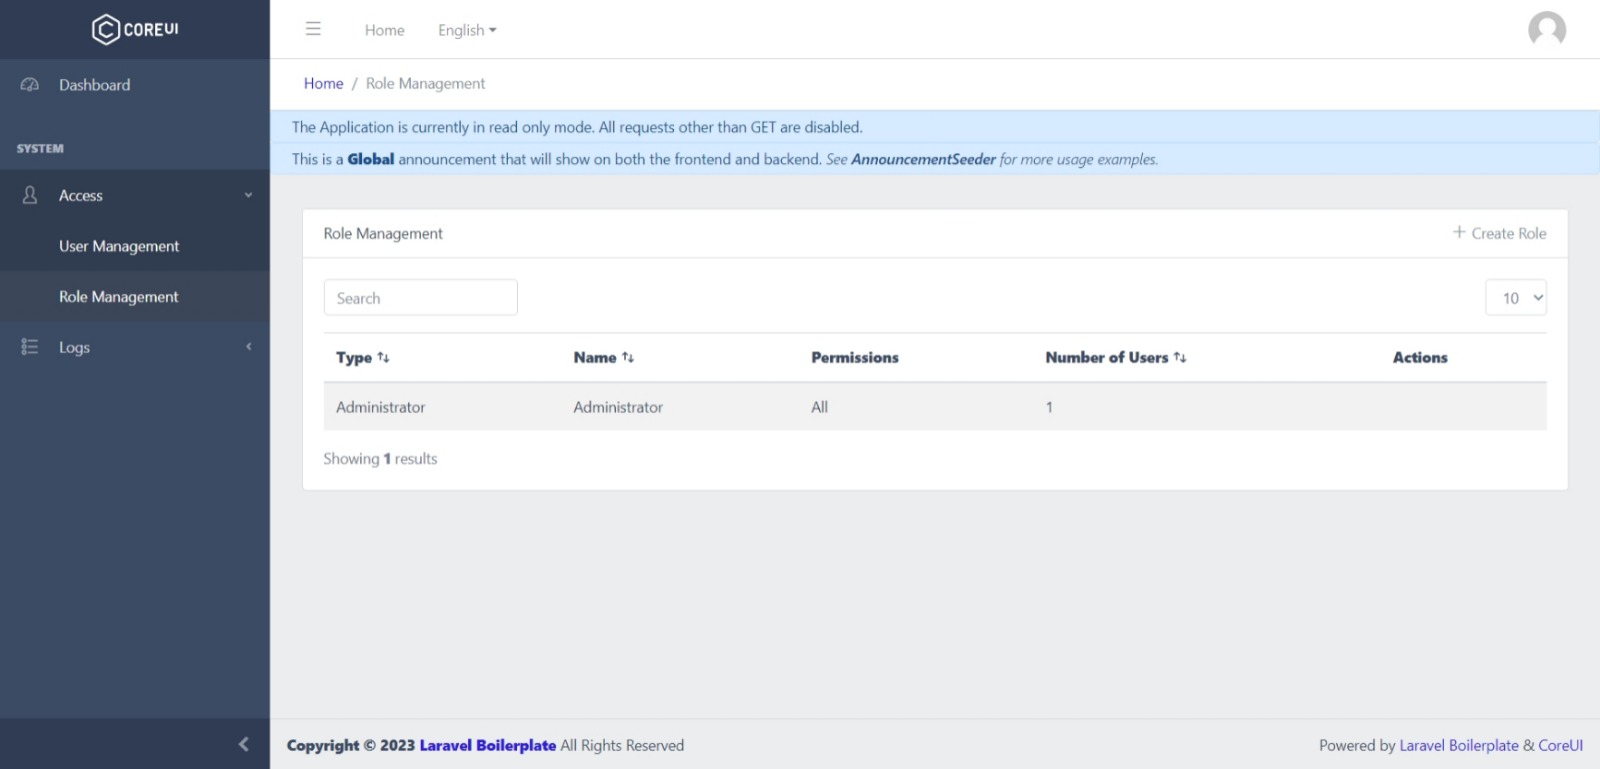 COREUI
Home
English
Dashboard
Home / Role Management
The Application is currently in read only mode. All requests other than GET are disabled.
SYSTEM
This is a Global announcement that will show on both the frontend and backend. See AnnouncementSeeder for more usage examples.
Access
User Management
Role Management
Logs
Role Management
+ Create Role
Search
10
Type Name Permissions Number of Users Actions
Administrator Administrator All 1
Showing 1 results
Copyright © 2023 Laravel Boilerplate All Rights Reserved
Powered by Laravel Boilerplate & CoreUI